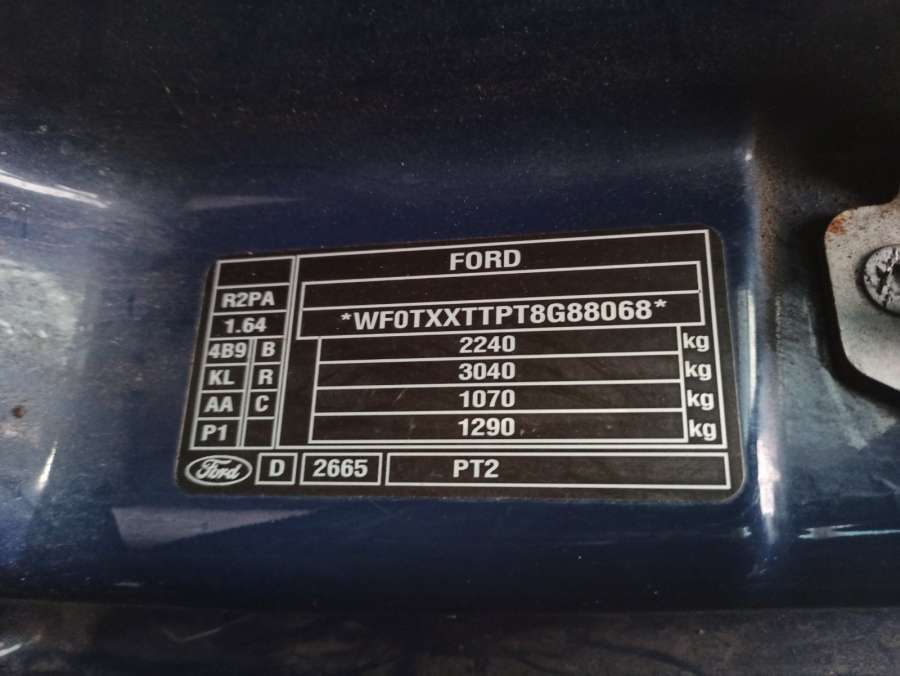 FORD
R2PA
1.64
*WF0TXXTTPT8G88068*
4B9 B 2240 kg
KL R 3040 kg
AA C 1070 kg
P1 1290 kg
Ford D 2665 PT2